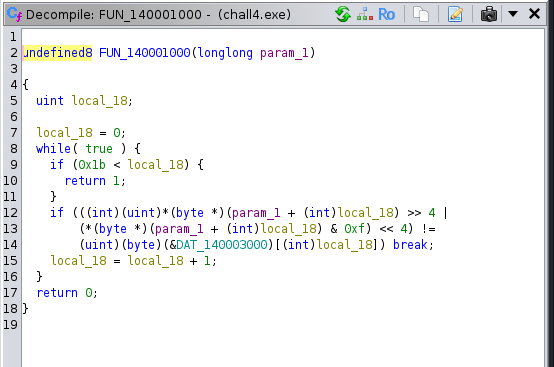 Decompile: FUN_140001000 - (chall4.exe)
Ro
1
2 undefined8 FUN_140001000(longlong param_1)
3
4 {
5 uint local_18;
6
7 local_18 = 0;
8 while( true ) {
9 if (0x1b < local_18) {
10 return 1;
11 }
12 if (((int)(uint)*(byte *)(param_1 + (int)local_18) >> 4 |
13 (*(byte *)(param_1 + (int)local_18) & 0xf) << 4) !=
14 (uint)(byte)(&DAT_140003000)[(int)local_18]) break;
15 local_18 = local_18 + 1;
16 }
17 return 0;
18 }
19